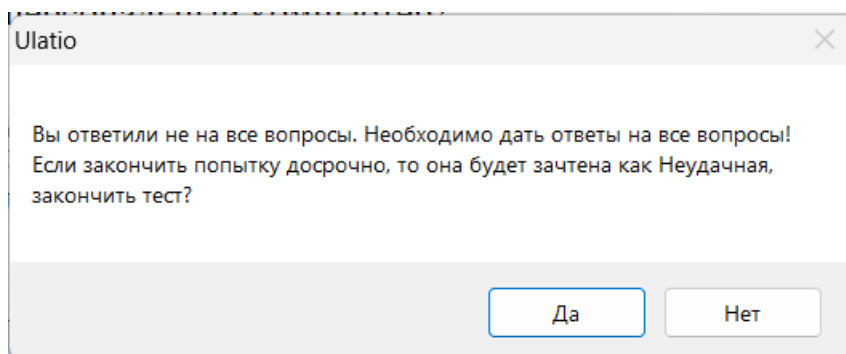 Ulatio
Вы ответили не на все вопросы. Необходимо дать ответы на все вопросы!
Если закончить попытку досрочно, то она будет зачтена как Неудачная,
закончить тест?
Да Нет